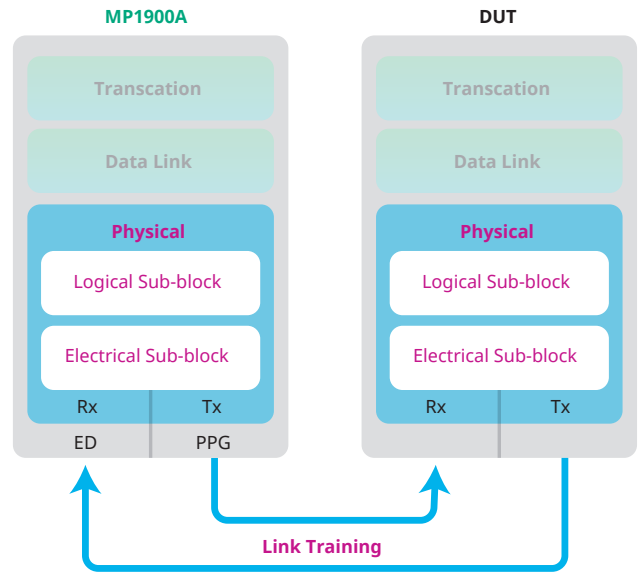 MP1900A
Transcation
Data Link
Physical
Logical Sub-block
Electrical Sub-block
Rx
Tx
ED
PPG
DUT
Transcation
Data Link
Physical
Logical Sub-block
Electrical Sub-block
Rx
Tx
Link Training